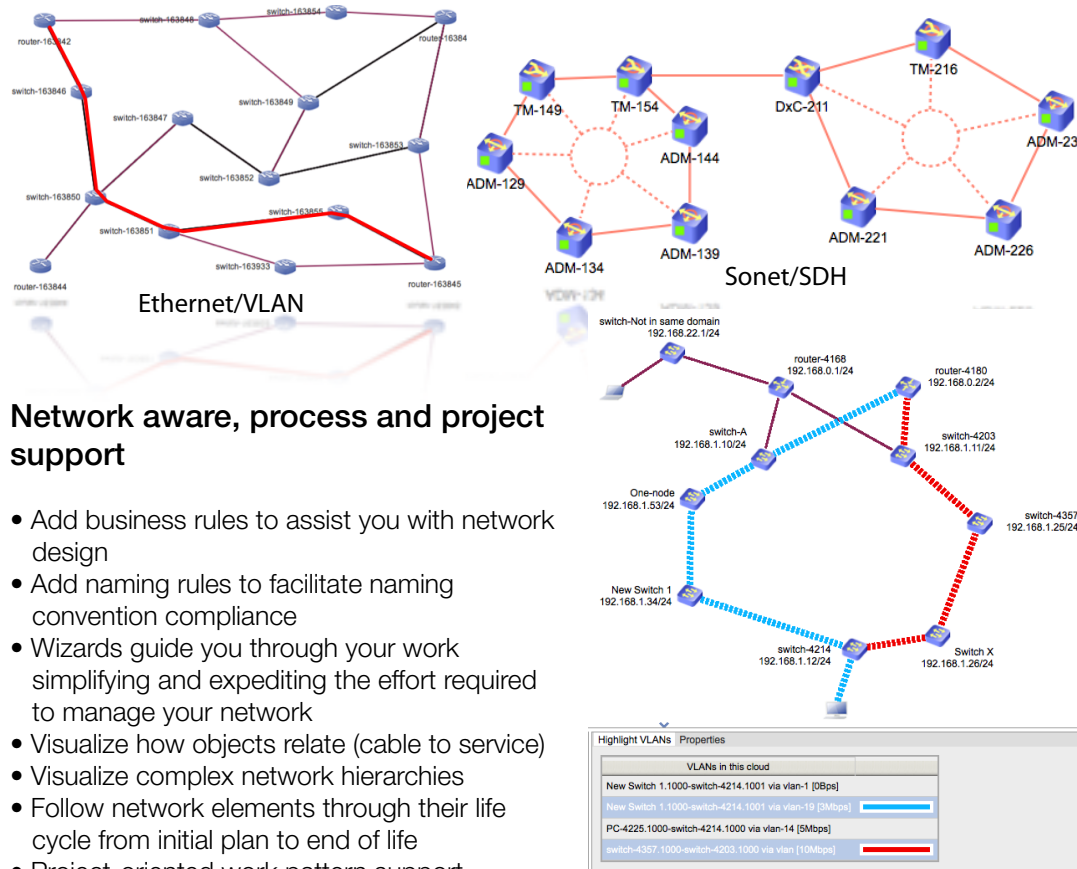 switch-163854
switch-163848
router-163842
router-16384
switch-163846
switch-163849
switch-163847
switch-163853
switch-163852
switch-163850
switch-163855
switch-163851
switch-163933
router-163844
router-163845
Ethernet/VLAN
TM-216
TM-149
TM-154
DxC-211
ADM-144
ADM-23
ADM-129
ADM-221
ADM-226
ADM-134
ADM-139
Sonet/SDH
switch-Not in same domain
192.168.22.1/24
router-4168
192.168.0.1/24
router-4180
192.168.0.2/24
switch-A
192.168.1.10/24
switch-4203
192.168.1.11/24
One-node
192.168.1.53/24
switch-4357
192.168.1.25/24
New Switch 1
192.168.1.34/24
switch-4214
192.168.1.12/24
Switch X
192.168.1.26/24
Highlight VLANs Properties
VLANs in this cloud
New Switch 1.1000-switch-4214.1001 via vlan-1 [0Bps]
New Switch 1.1000-switch-4214.1001 via vlan-19 [3Mbps]
PC-4225.1000-switch-4214.1000 via vlan-14 [5Mbps]
switch-4357.1000-switch-4203.1000 via vlan [10Mbps]
Network aware, process and project
support
• Add business rules to assist you with network
design
• Add naming rules to facilitate naming
convention compliance
• Wizards guide you through your work
simplifying and expediting the effort required
to manage your network
• Visualize how objects relate (cable to service)
• Visualize complex network hierarchies
• Follow network elements through their life
cycle from initial plan to end of life
• Project-oriented work pattern support